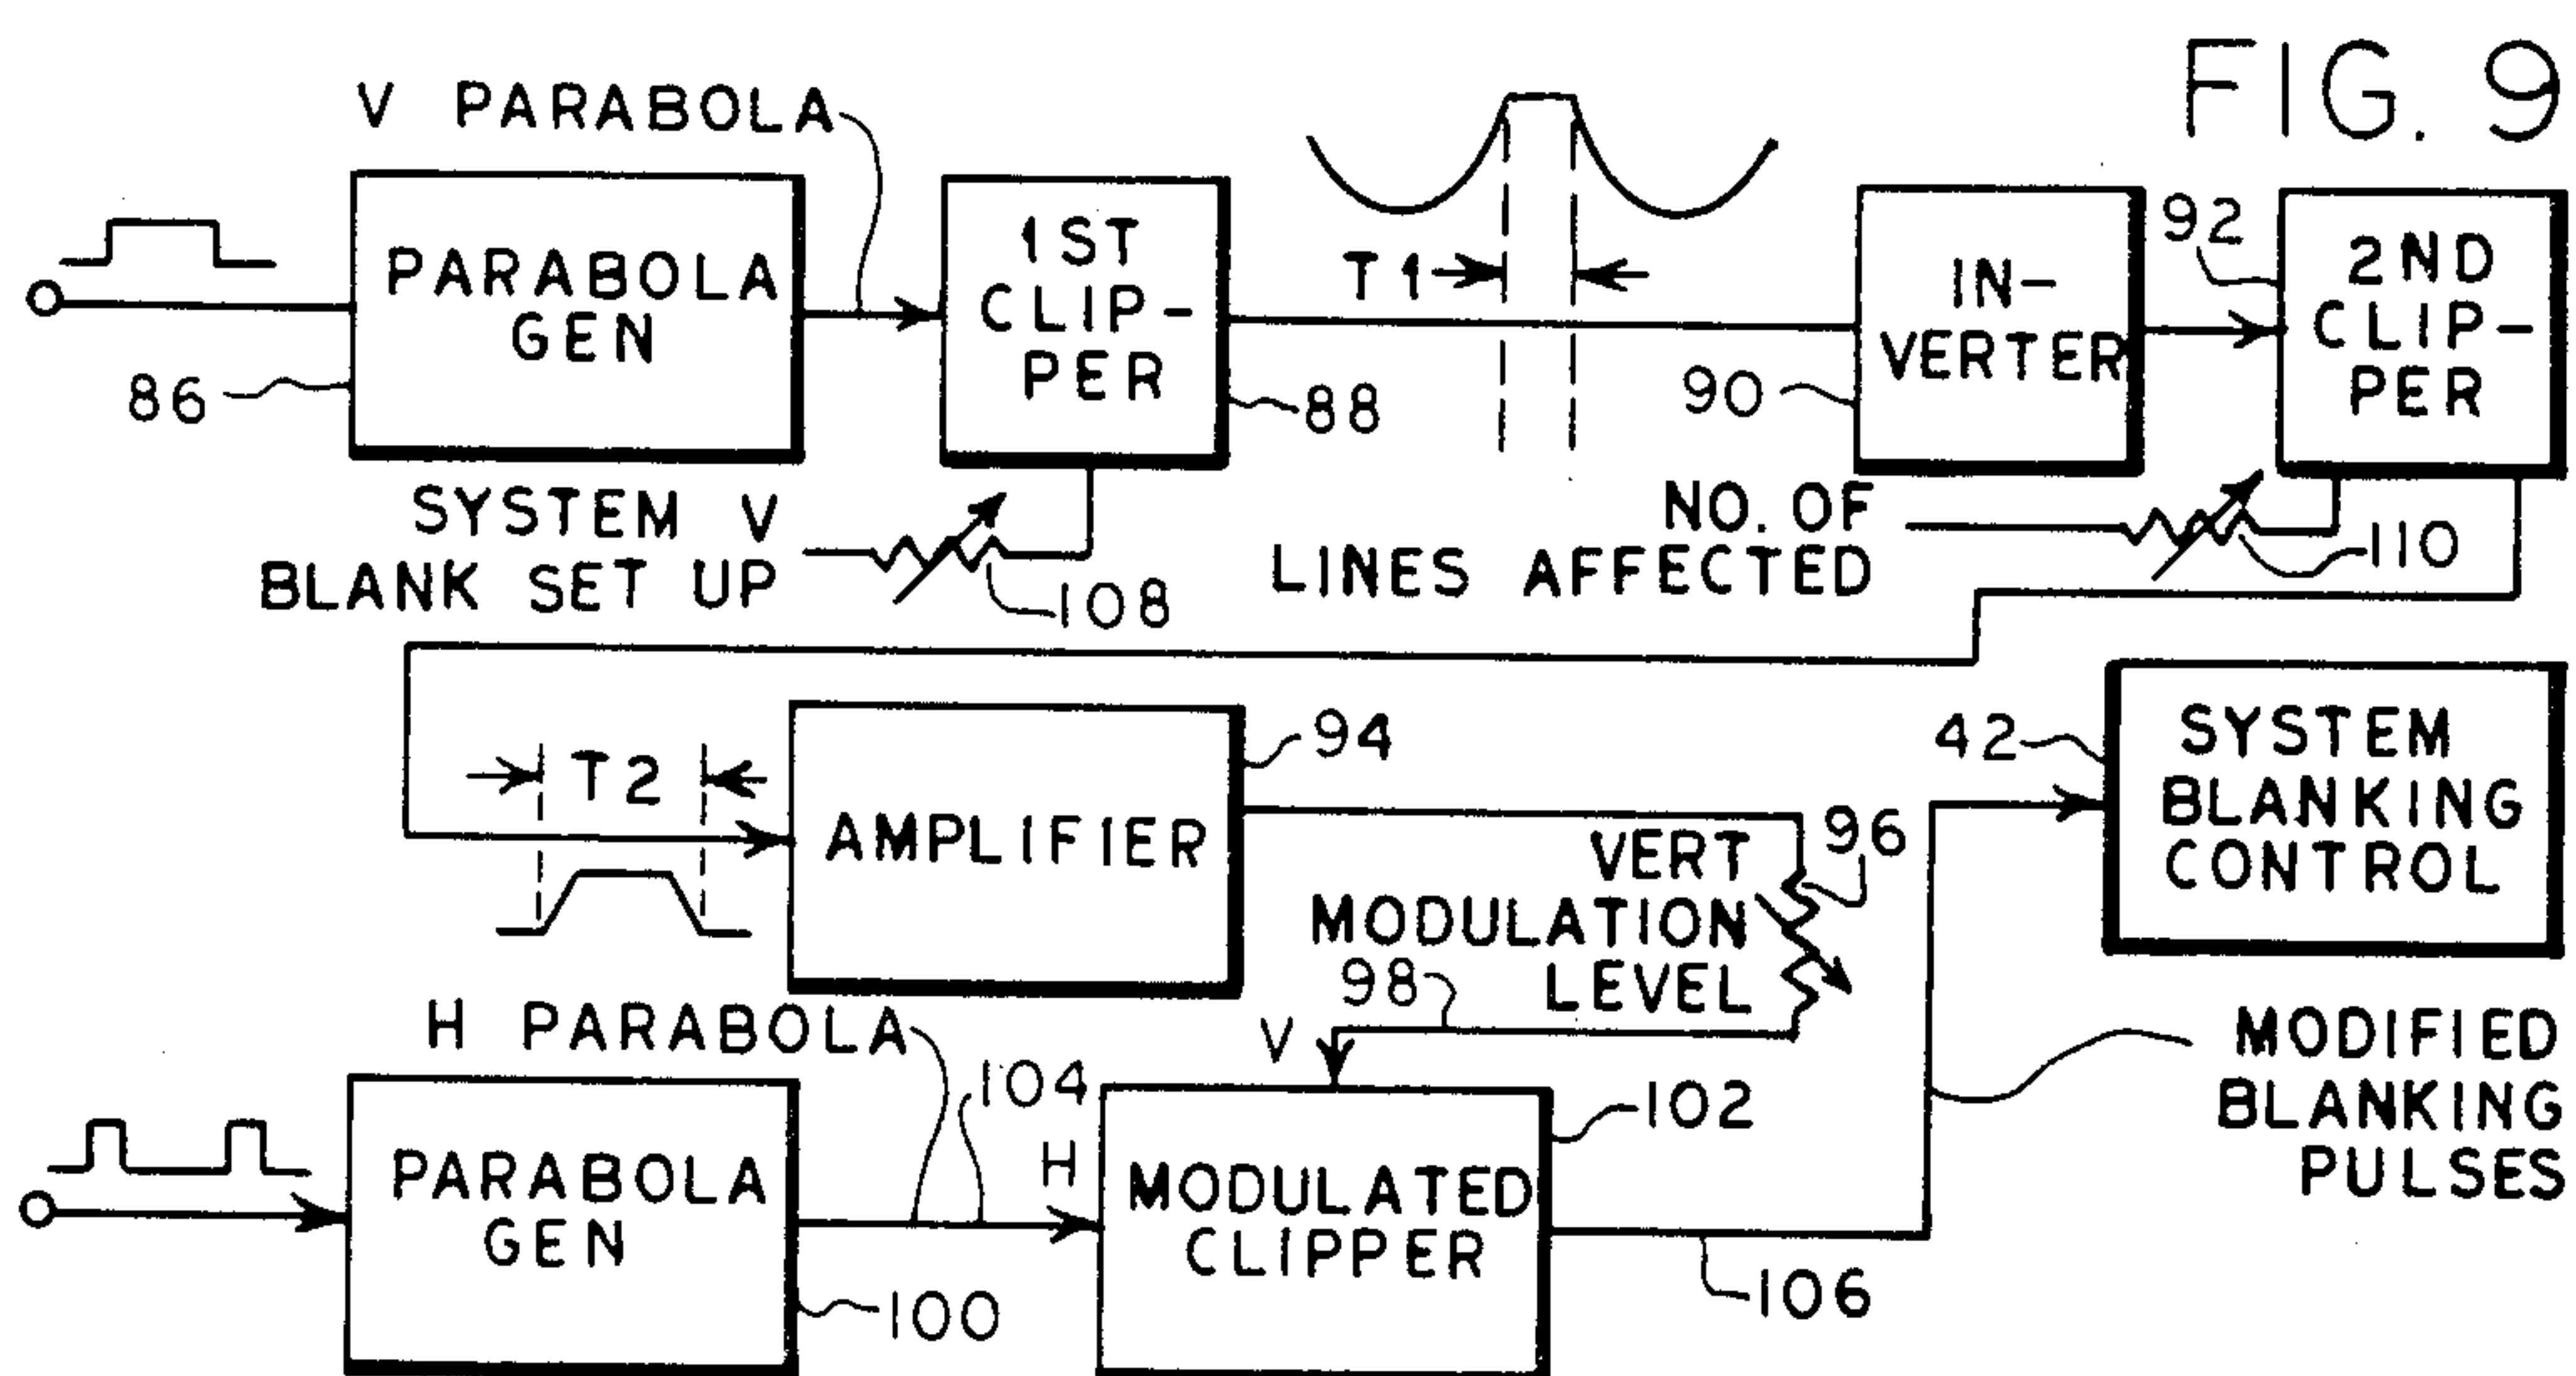 FIG. 9
V PARABOLA
PARABOLA
GEN
86
1ST
CLIP-
PER
88
T1
IN-
VERTER
90
92
2ND
CLIP-
PER
SYSTEM V
BLANK SET UP
108
NO. OF
LINES AFFECTED
110
T2
AMPLIFIER
94
VERT
MODULATION
LEVEL
96
98
V
42
SYSTEM
BLANKING
CONTROL
H PARABOLA
104
PARABOLA
GEN
100
H
MODULATED
CLIPPER
102
106
MODIFIED
BLANKING
PULSES